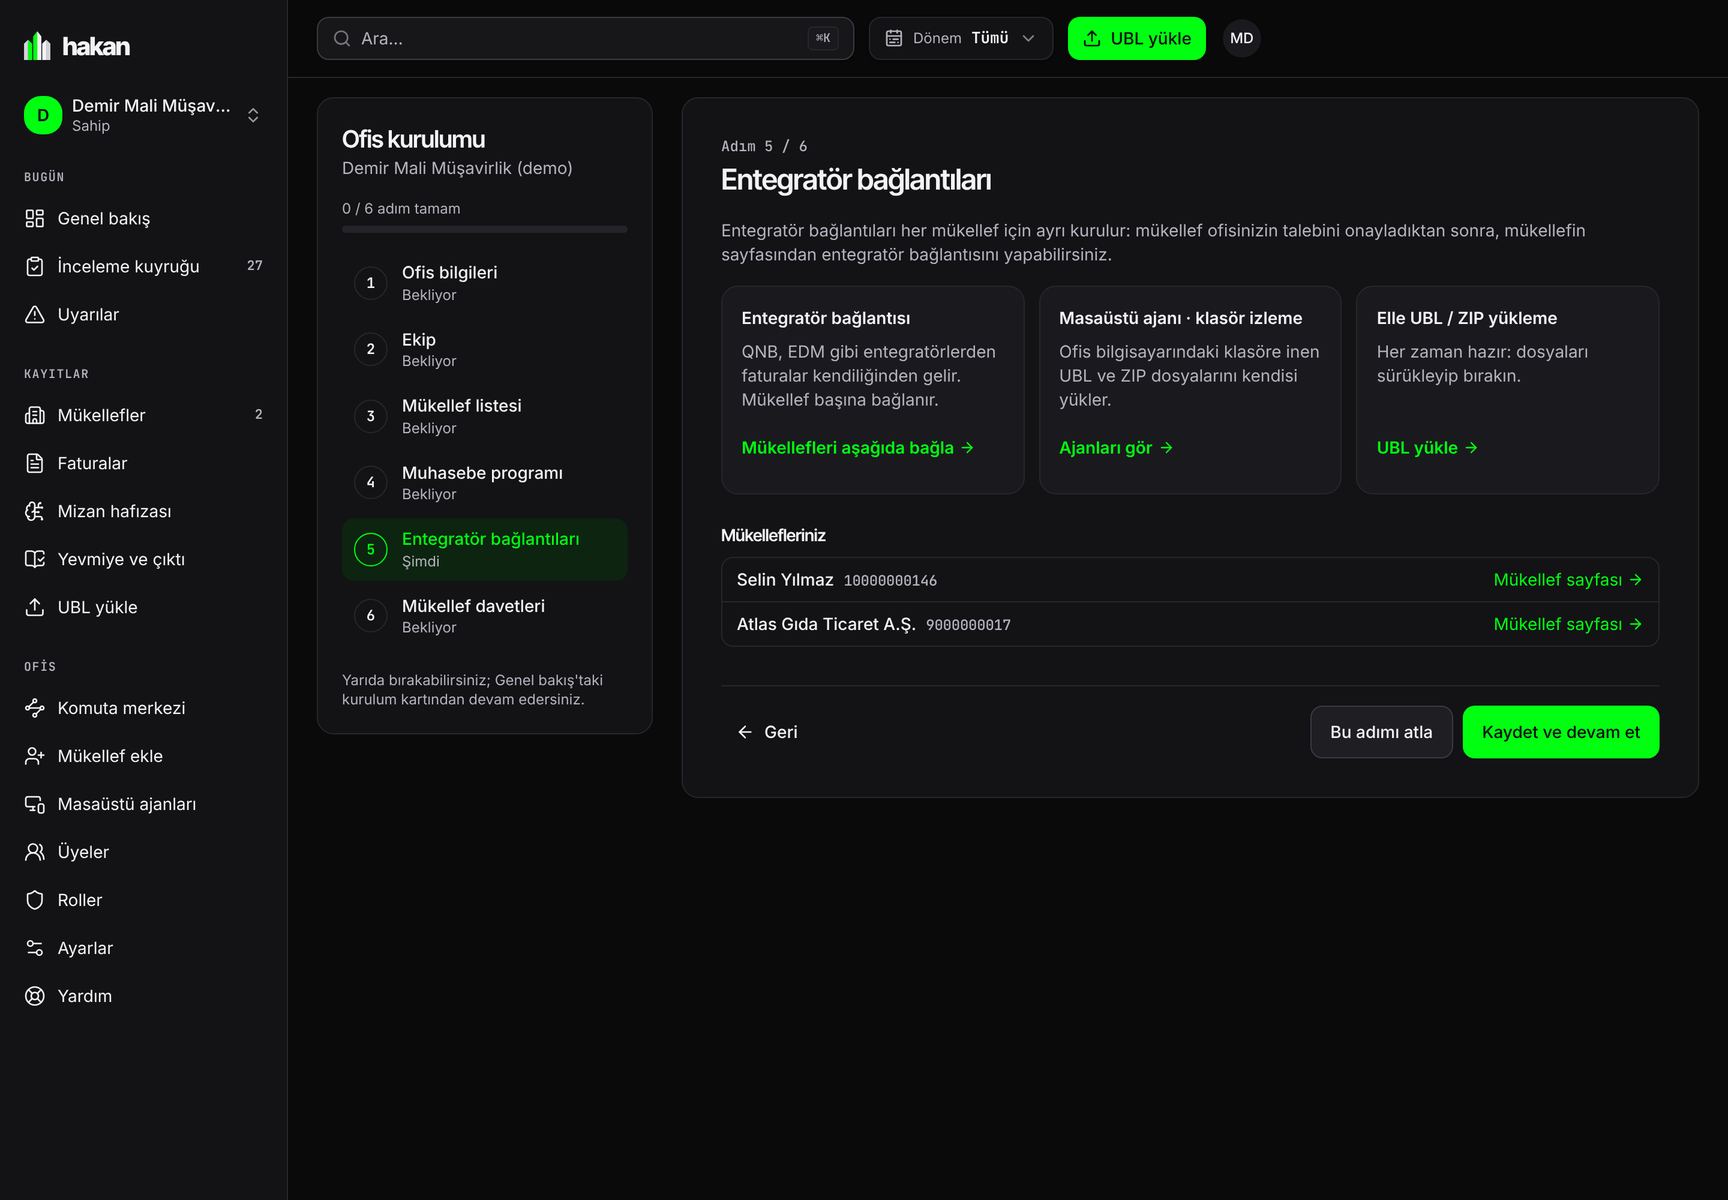 hakan
Demir Mali Müşav...
Sahip
BUGÜN
Genel bakış
İnceleme kuyruğu 27
Uyarılar
KAYITLAR
Mükellefler 2
Faturalar
Mizan hafızası
Yevmiye ve çıktı
UBL yükle
OFİS
Komuta merkezi
Mükellef ekle
Masaüstü ajanları
Üyeler
Roller
Ayarlar
Yardım
Ara... ⌘K
Dönem Tümü
UBL yükle
MD
Ofis kurulumu
Demir Mali Müşavirlik (demo)
0 / 6 adım tamam
1 Ofis bilgileri
Bekliyor
2 Ekip
Bekliyor
3 Mükellef listesi
Bekliyor
4 Muhasebe programı
Bekliyor
5 Entegratör bağlantıları
Şimdi
6 Mükellef davetleri
Bekliyor
Yarıda bırakabilirsiniz; Genel bakış'taki
kurulum kartından devam edersiniz.
Adım 5 / 6
Entegratör bağlantıları
Entegratör bağlantıları her mükellef için ayrı kurulur: mükellef ofisinizin talebini onayladıktan sonra, mükellefin
sayfasından entegratör bağlantısını yapabilirsiniz.
Entegratör bağlantısı
QNB, EDM gibi entegratörlerden
faturalar kendiliğinden gelir.
Mükellef başına bağlanır.
Mükellefleri aşağıda bağla →
Masaüstü ajanı · klasör izleme
Ofis bilgisayarındaki klasöre inen
UBL ve ZIP dosyalarını kendisi
yükler.
Ajanları gör →
Elle UBL / ZIP yükleme
Her zaman hazır: dosyaları
sürükleyip bırakın.
UBL yükle →
Mükellefleriniz
Selin Yılmaz 10000000146 Mükellef sayfası →
Atlas Gıda Ticaret A.Ş. 9000000017 Mükellef sayfası →
← Geri
Bu adımı atla
Kaydet ve devam et